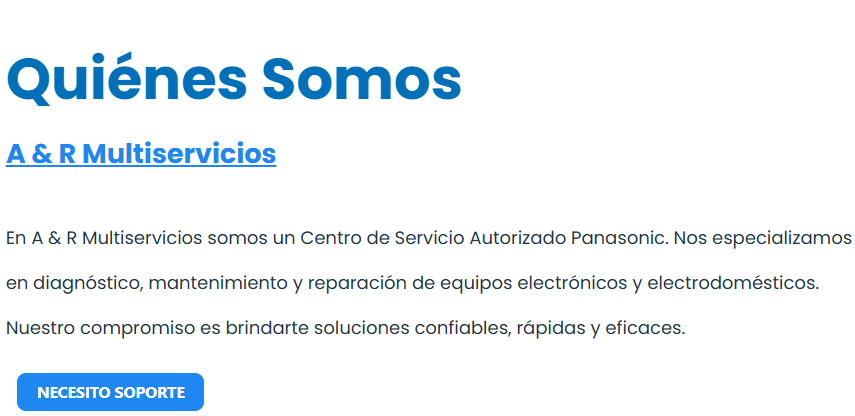 Quiénes Somos
A & R Multiservicios
En A & R Multiservicios somos un Centro de Servicio Autorizado Panasonic. Nos especializamos
en diagnóstico, mantenimiento y reparación de equipos electrónicos y electrodomésticos.
Nuestro compromiso es brindarte soluciones confiables, rápidas y eficaces.
NECESITO SOPORTE